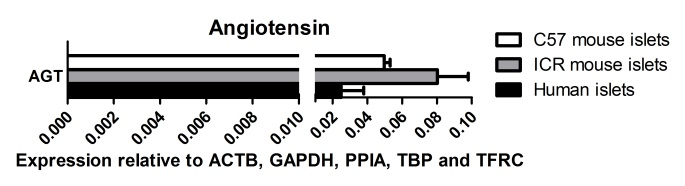 Angiotensin
C57 mouse islets
ICR mouse islets
Human islets
AGT
0.000 0.002 0.004 0.006 0.008 0.010 0.02 0.04 0.06 0.08 0.10
Expression relative to ACTB, GAPDH, PPIA, TBP and TFRC